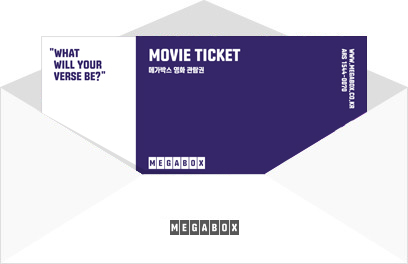 "WHAT
WILL YOUR
VERSE BE?"
MOVIE TICKET
메가박스 영화 관람권
WWW.MEGABOX.CO.KR
ARS 1544-0070
MEGABOX
MEGABOX